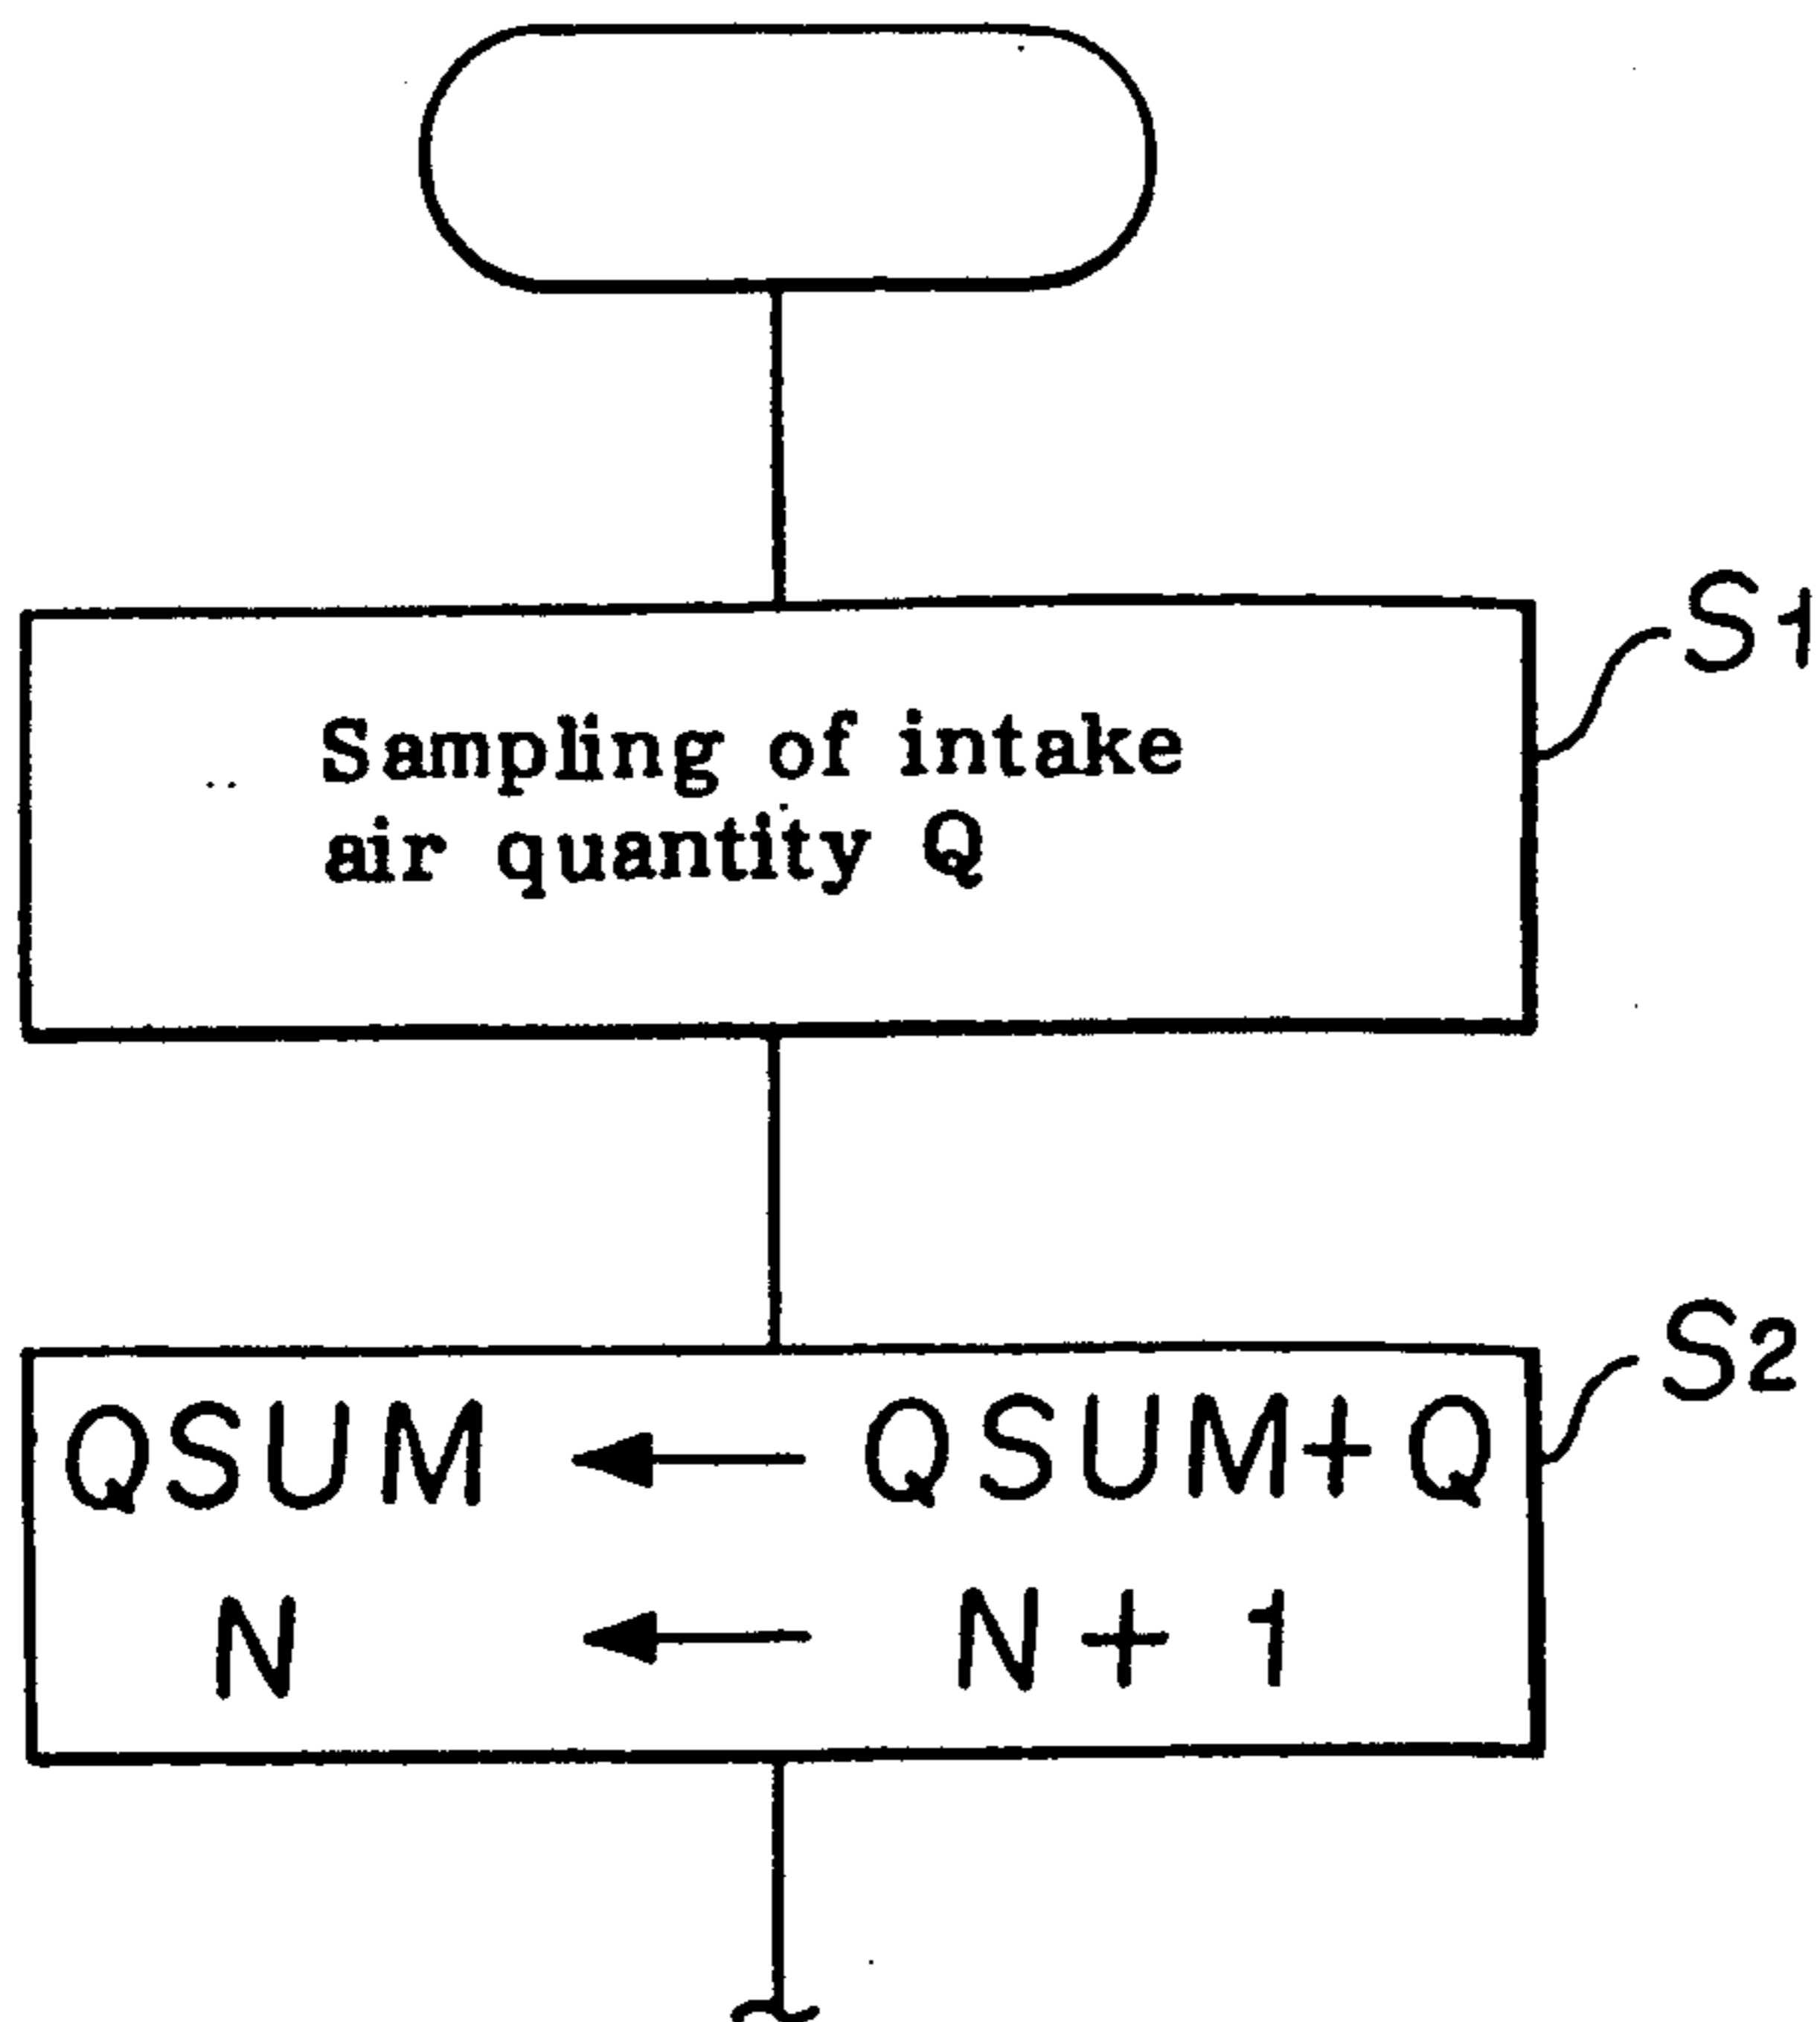 S1
Sampling of intake
air quantity Q
S2
QSUM ← QSUM+Q
N ← N+1